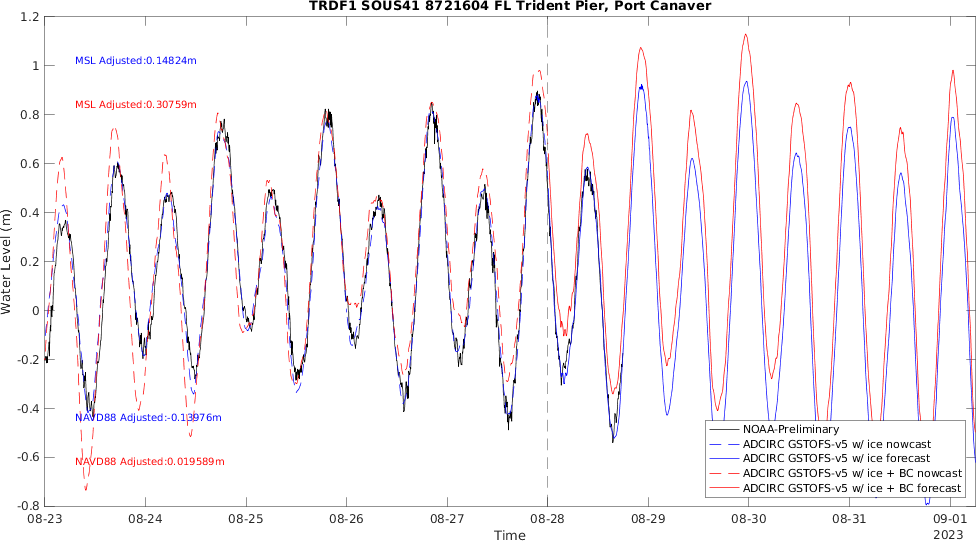 TRDF1 SOUS41 8721604 FL Trident Pier, Port Canaver
1.2
1
0.8
0.6
0.4
0.2
0
-0.2
-0.4
-0.6
-0.8
Water Level (m)
MSL Adjusted:0.14824m
MSL Adjusted:0.30759m
NAVD88 Adjusted:-0.13976m
NAVD88 Adjusted:0.019589m
NOAA-Preliminary
ADCIRC GSTOFS-v5 w/ ice nowcast
ADCIRC GSTOFS-v5 w/ ice forecast
ADCIRC GSTOFS-v5 w/ ice + BC nowcast
ADCIRC GSTOFS-v5 w/ ice + BC forecast
08-23 08-24 08-25 08-26 08-27 08-28 08-29 08-30 08-31 09-01
Time
2023